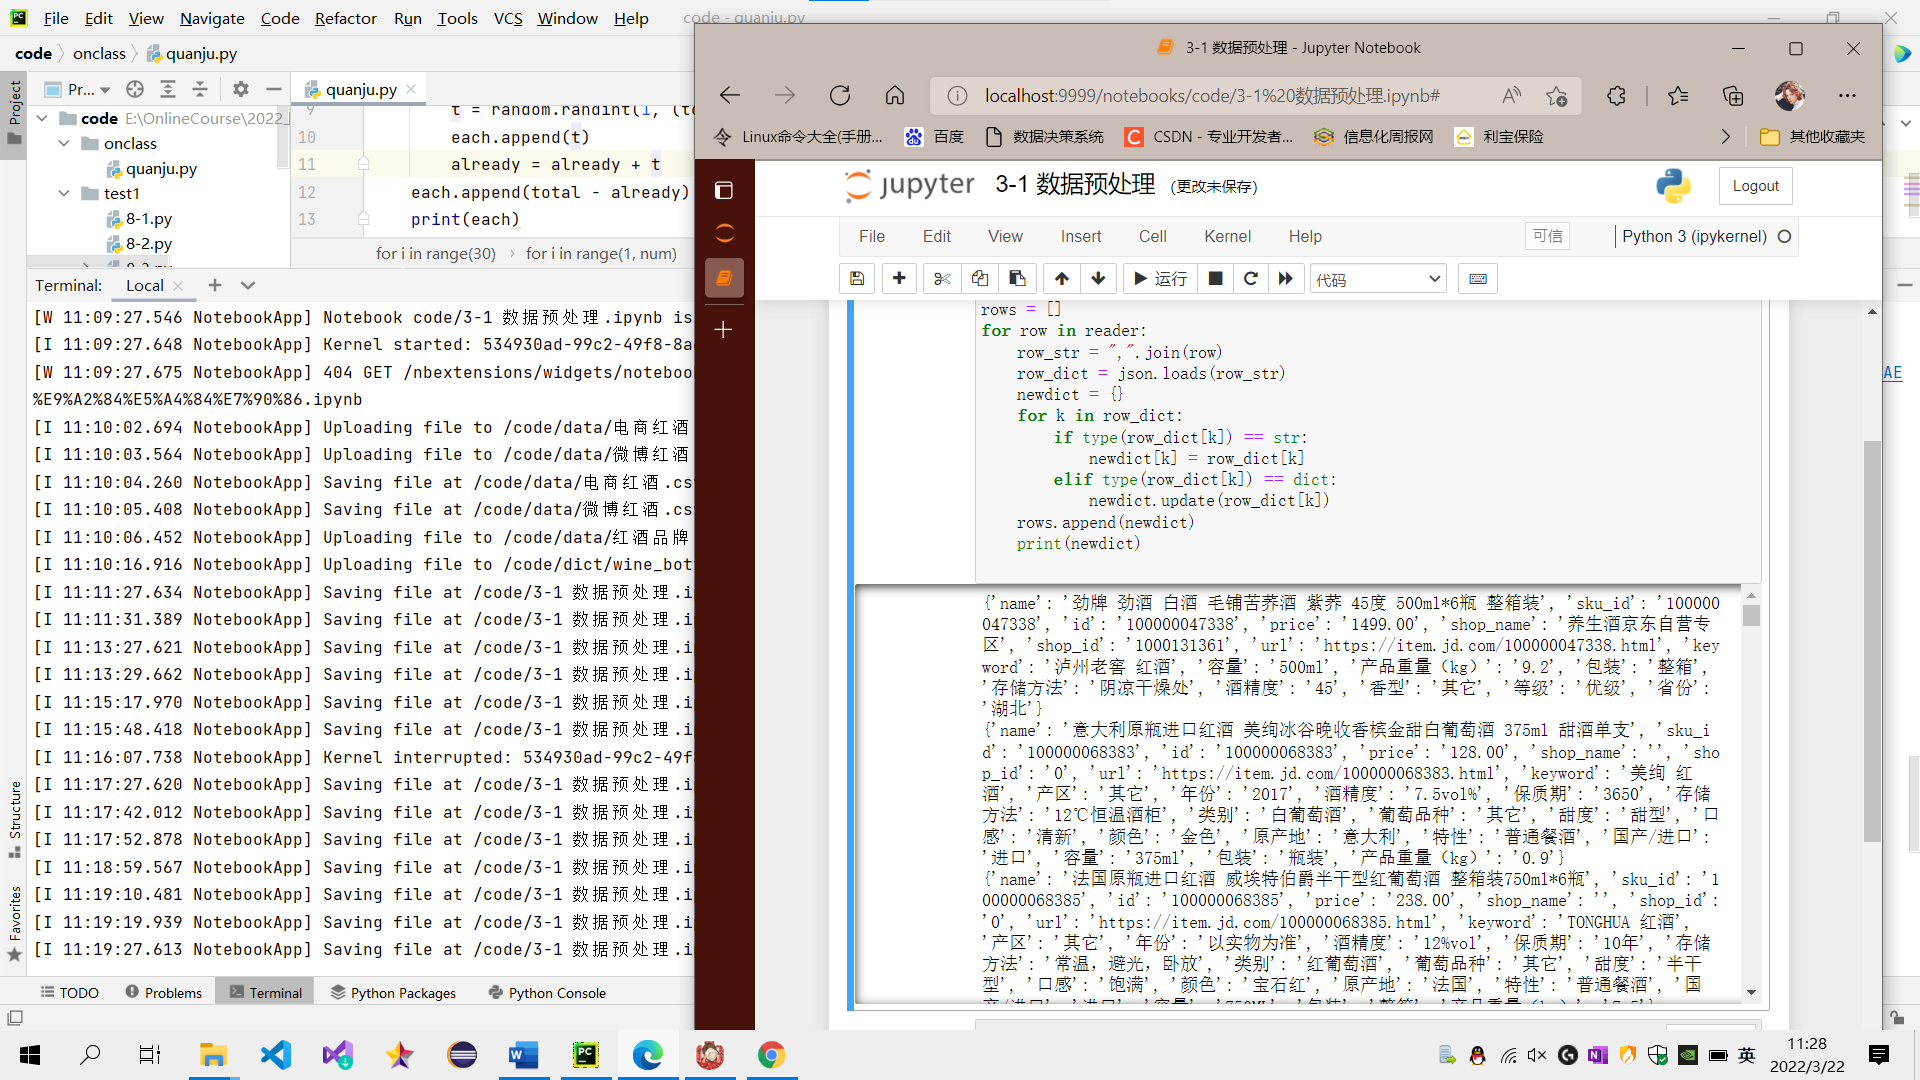 File Edit View Navigate Code Refactor Run Tools VCS Window Help code - quanju.py
code onclass quanju.py
Project
Pr...
quanju.py
code E:\OnlineCourse\2022_
onclass
quanju.py
test1
8-1.py
8-2.py
9 t = random.randint(1, (to
10 each.append(t)
11 already = already + t
12 each.append(total - already)
13 print(each)
for i in range(30) for i in range(1, num)
Terminal: Local
[W 11:09:27.546 NotebookApp] Notebook code/3-1 数据预处理.ipynb is
[I 11:09:27.648 NotebookApp] Kernel started: 534930ad-99c2-49f8-8a
[W 11:09:27.675 NotebookApp] 404 GET /nbextensions/widgets/noteboo
%E9%A2%84%E5%A4%84%E7%90%86.ipynb
[I 11:10:02.694 NotebookApp] Uploading file to /code/data/电商红酒
[I 11:10:03.564 NotebookApp] Uploading file to /code/data/微博红酒
[I 11:10:04.260 NotebookApp] Saving file at /code/data/电商红酒.cs
[I 11:10:05.408 NotebookApp] Saving file at /code/data/微博红酒.cs
[I 11:10:06.452 NotebookApp] Uploading file to /code/data/红酒品牌
[I 11:10:16.916 NotebookApp] Uploading file to /code/dict/wine_bot
[I 11:11:27.634 NotebookApp] Saving file at /code/3-1 数据预处理.i
[I 11:11:31.389 NotebookApp] Saving file at /code/3-1 数据预处理.i
[I 11:13:27.621 NotebookApp] Saving file at /code/3-1 数据预处理.i
[I 11:13:29.662 NotebookApp] Saving file at /code/3-1 数据预处理.i
[I 11:15:17.970 NotebookApp] Saving file at /code/3-1 数据预处理.i
[I 11:15:48.418 NotebookApp] Saving file at /code/3-1 数据预处理.i
[I 11:16:07.738 NotebookApp] Kernel interrupted: 534930ad-99c2-49f
[I 11:17:27.620 NotebookApp] Saving file at /code/3-1 数据预处理.i
[I 11:17:42.012 NotebookApp] Saving file at /code/3-1 数据预处理.i
[I 11:17:52.878 NotebookApp] Saving file at /code/3-1 数据预处理.i
[I 11:18:59.567 NotebookApp] Saving file at /code/3-1 数据预处理.i
[I 11:19:10.481 NotebookApp] Saving file at /code/3-1 数据预处理.i
[I 11:19:19.939 NotebookApp] Saving file at /code/3-1 数据预处理.i
[I 11:19:27.613 NotebookApp] Saving file at /code/3-1 数据预处理.i
Structure
Favorites
TODO Problems Terminal Python Packages Python Console
3-1 数据预处理 - Jupyter Notebook
localhost:9999/notebooks/code/3-1%20数据预处理.ipynb#
Linux命令大全(手册... 百度 数据决策系统 CSDN - 专业开发者... 信息化周报网 利宝保险 其他收藏夹
jupyter 3-1 数据预处理 (更改未保存) Logout
File Edit View Insert Cell Kernel Help 可信 Python 3 (ipykernel)
运行 代码
rows = []
for row in reader:
row_str = ",".join(row)
row_dict = json.loads(row_str)
newdict = {}
for k in row_dict:
if type(row_dict[k]) == str:
newdict[k] = row_dict[k]
elif type(row_dict[k]) == dict:
newdict.update(row_dict[k])
rows.append(newdict)
print(newdict)
{'name': '劲牌 劲酒 白酒 毛铺苦荞酒 紫荞 45度 500ml*6瓶 整箱装', 'sku_id': '100000
047338', 'id': '100000047338', 'price': '1499.00', 'shop_name': '养生酒京东自营专
区', 'shop_id': '1000131361', 'url': 'https://item.jd.com/100000047338.html', 'key
word': '泸州老窖 红酒', '容量': '500ml', '产品重量（kg）': '9.2', '包装': '整箱',
'存储方法': '阴凉干燥处', '酒精度': '45', '香型': '其它', '等级': '优级', '省份':
'湖北'}
{'name': '意大利原瓶进口红酒 美绚冰谷晚收香槟金甜白葡萄酒 375ml 甜酒单支', 'sku_i
d': '100000068383', 'id': '100000068383', 'price': '128.00', 'shop_name': '', 'sho
p_id': '0', 'url': 'https://item.jd.com/100000068383.html', 'keyword': '美绚 红
酒', '产区': '其它', '年份': '2017', '酒精度': '7.5vol%', '保质期': '3650', '存储
方法': '12℃恒温酒柜', '类别': '白葡萄酒', '葡萄品种': '其它', '甜度': '甜型', '口
感': '清新', '颜色': '金色', '原产地': '意大利', '特性': '普通餐酒', '国产/进口':
'进口', '容量': '375ml', '包装': '瓶装', '产品重量（kg）': '0.9'}
{'name': '法国原瓶进口红酒 威埃特伯爵半干型红葡萄酒 整箱装750ml*6瓶', 'sku_id': '1
00000068385', 'id': '100000068385', 'price': '238.00', 'shop_name': '', 'shop_id':
'0', 'url': 'https://item.jd.com/100000068385.html', 'keyword': 'TONGHUA 红酒',
'产区': '其它', '年份': '以实物为准', '酒精度': '12%vol', '保质期': '10年', '存储
方法': '常温，避光，卧放', '类别': '红葡萄酒', '葡萄品种': '其它', '甜度': '半干
型', '口感': '饱满', '颜色': '宝石红', '原产地': '法国', '特性': '普通餐酒', '国
AE
英
11:28
2022/3/22